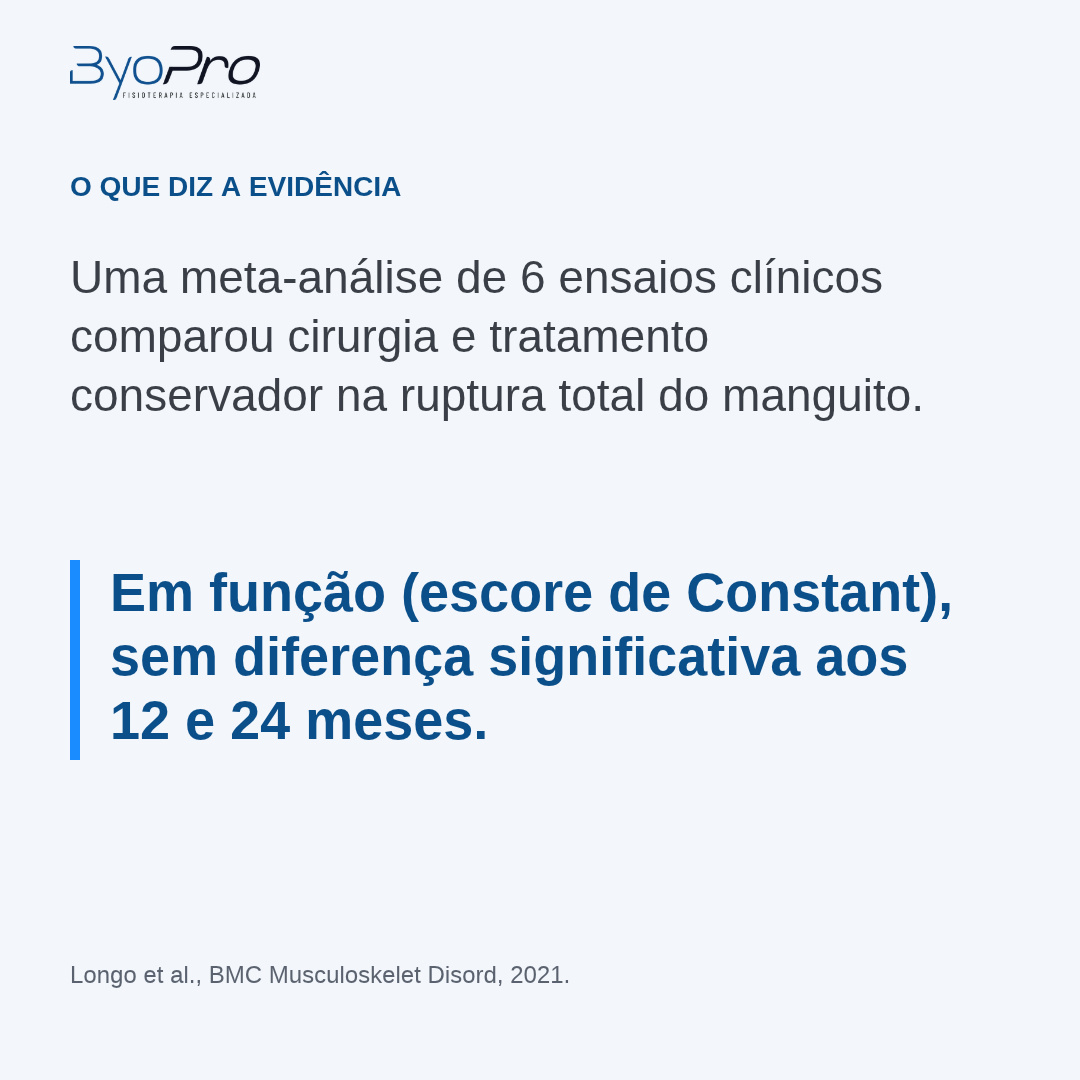 ByoPro
FISIOTERAPIA ESPECIALIZADA
O QUE DIZ A EVIDÊNCIA
Uma meta-análise de 6 ensaios clínicos
comparou cirurgia e tratamento
conservador na ruptura total do manguito.
Em função (escore de Constant),
sem diferença significativa aos
12 e 24 meses.
Longo et al., BMC Musculoskelet Disord, 2021.